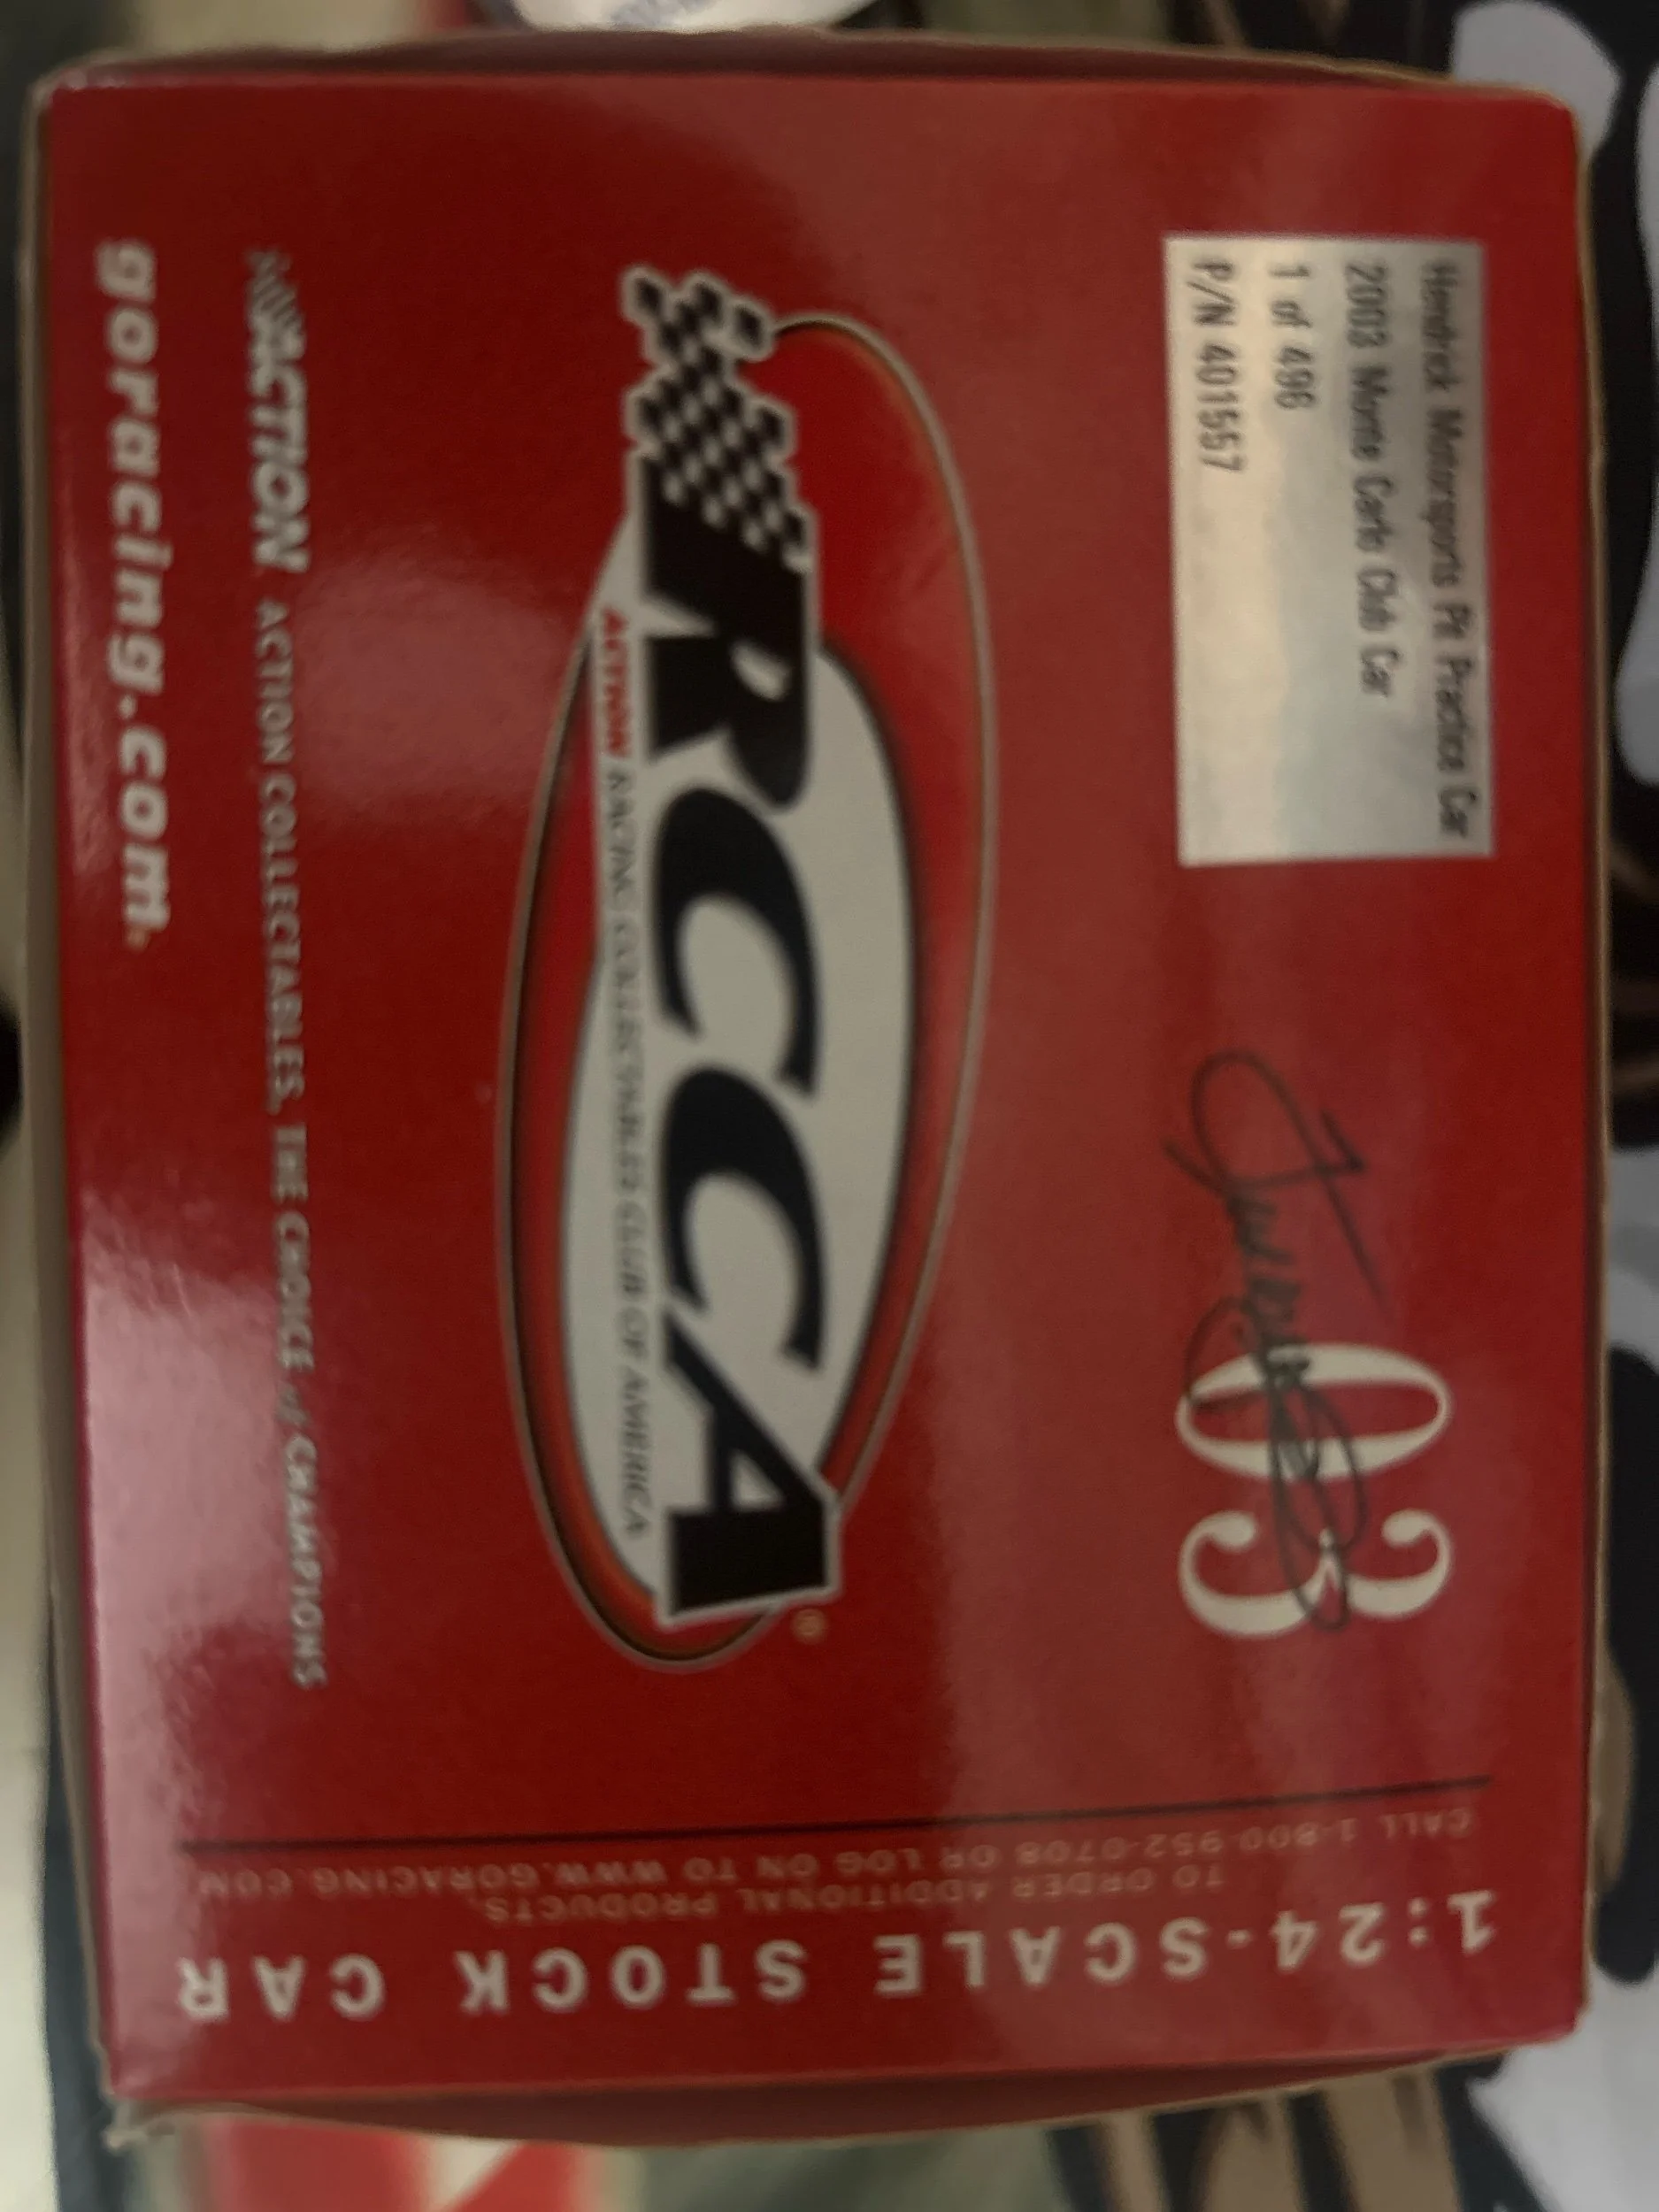 Hendrick Motorsports Pit Practice Car
2003 Monte Carlo Club Car
1 of 496
P/N 401557
03
RCCA
ACTION RACING COLLECTABLES CLUB OF AMERICA
ACTION ACTION COLLECTABLES, THE CHOICE of CHAMPIONS
goracing.com
1:24-SCALE STOCK CAR
TO ORDER ADDITIONAL PRODUCTS,
CALL 1-800-952-0708 OR LOG ON TO WWW.GORACING.COM